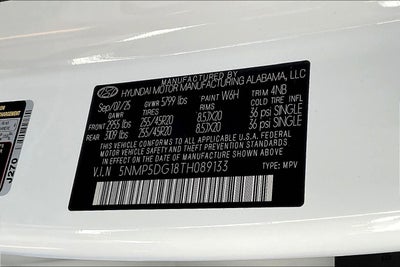 MANUFACTURED BY
HYUNDAI MOTOR MANUFACTURING ALABAMA, LLC
Sep/01/25 GVWR 5799 lbs PAINT W6H TRIM 4NB
GAWR TIRES RIMS COLD TIRE INFL
FRONT 2955 lbs 255/45R20 8.5JX20 36 psi SINGLE
REAR 3109 lbs 255/45R20 8.5JX20 36 psi SINGLE
THIS VEHICLE CONFORMS TO ALL APPLICABLE U.S.A. FEDERAL
MOTOR VEHICLE SAFETY AND THEFT PREVENTION STANDARDS
IN EFFECT ON THE DATE OF MANUFACTURE SHOWN ABOVE
V.I.N 5NMP5DG18TH089133 TYPE: MPV
J270